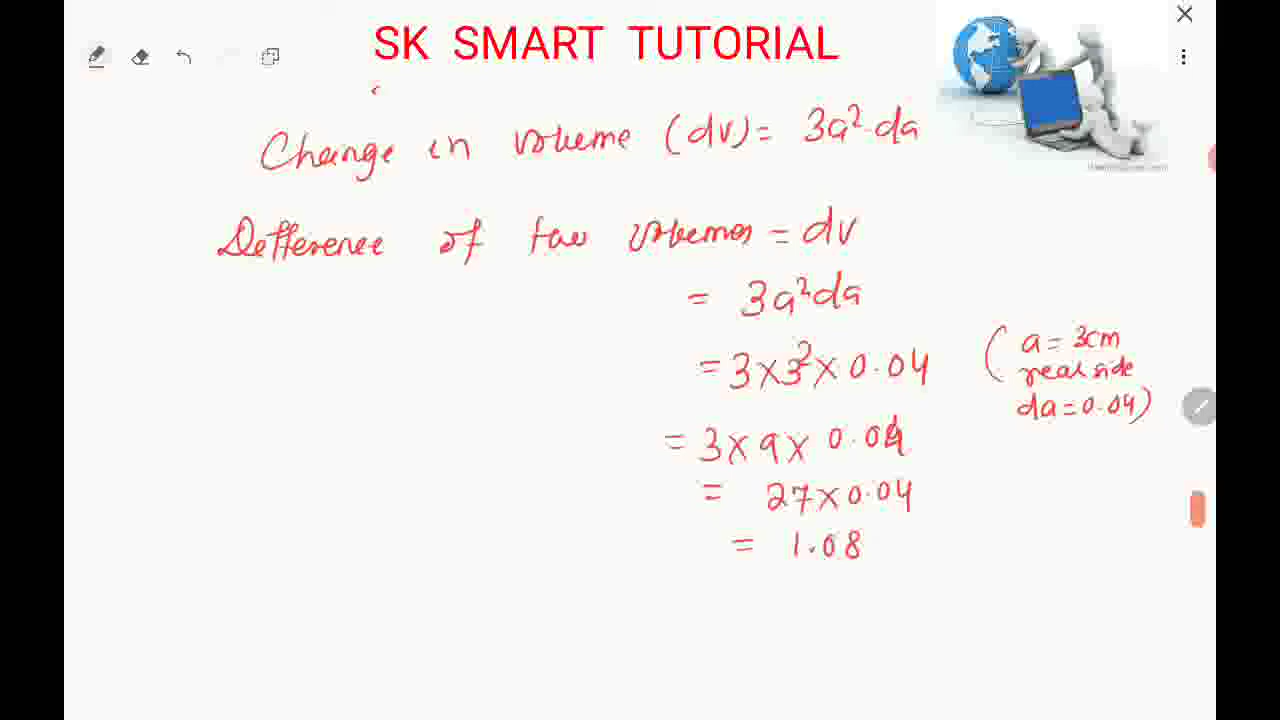 SK SMART TUTORIAL
Change in volume (dv) = 3a²·da
Difference of two volumes = dv
= 3a²da
= 3×3²×0.04
(a = 3cm
real side
da = 0.04)
= 3×9×0.04
= 27×0.04
= 1.08